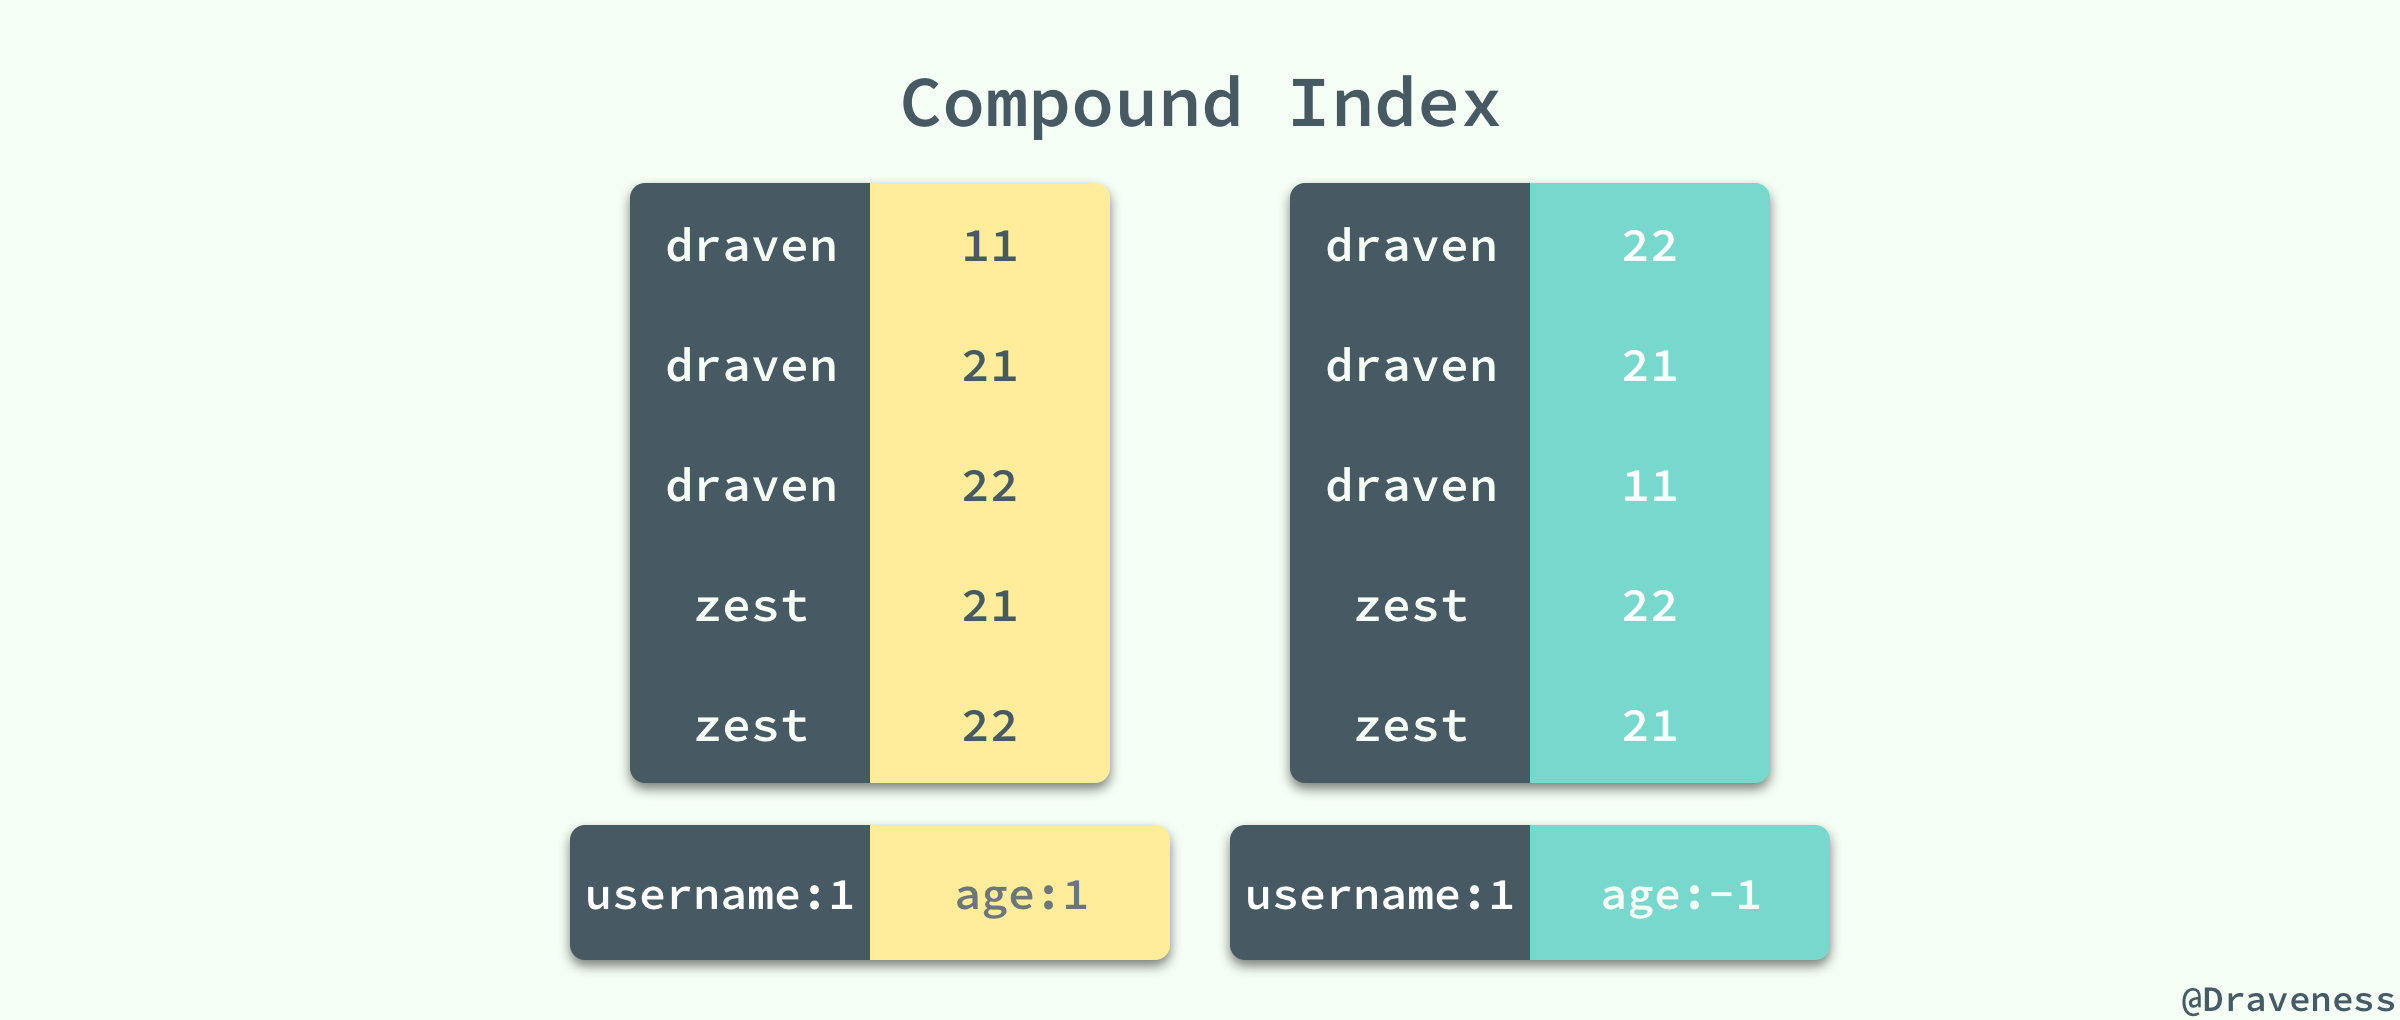 Compound Index
draven 11
draven 21
draven 22
zest 21
zest 22
username:1 age:1
draven 22
draven 21
draven 11
zest 22
zest 21
username:1 age:-1
@Draveness